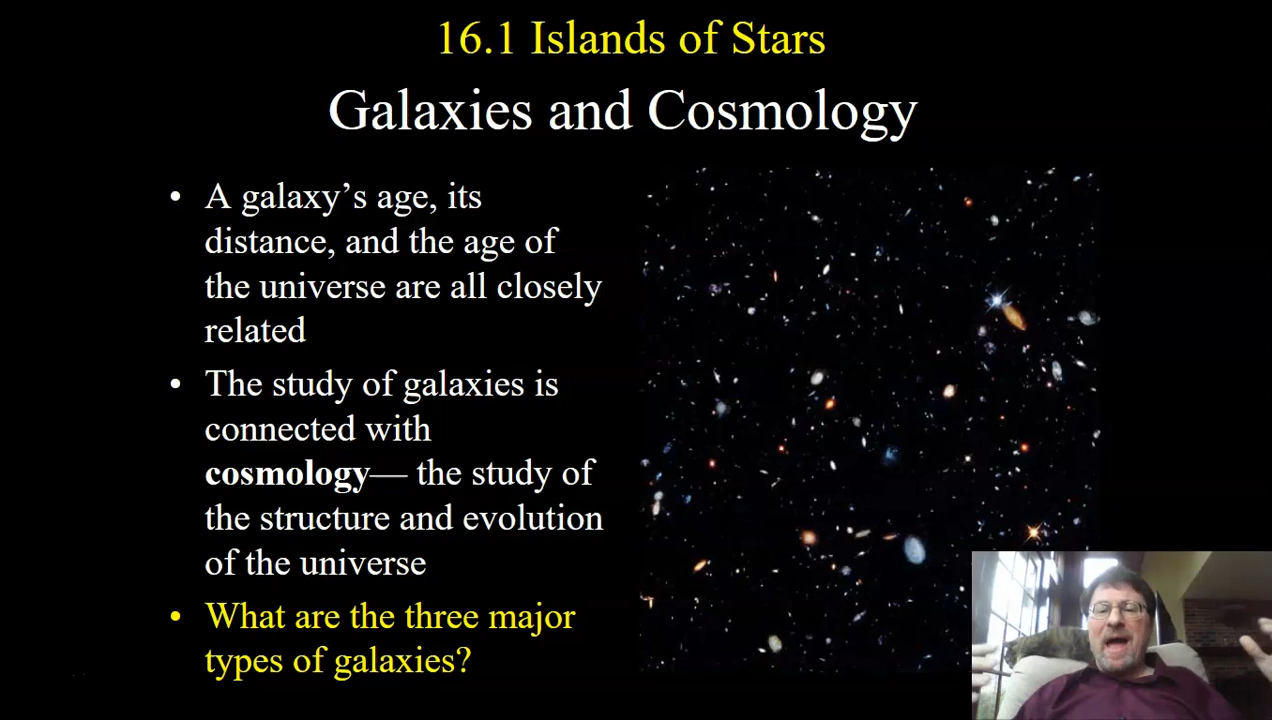 16.1 Islands of Stars
Galaxies and Cosmology
• A galaxy’s age, its
distance, and the age of
the universe are all closely
related
• The study of galaxies is
connected with
cosmology— the study of
the structure and evolution
of the universe
• What are the three major
types of galaxies?